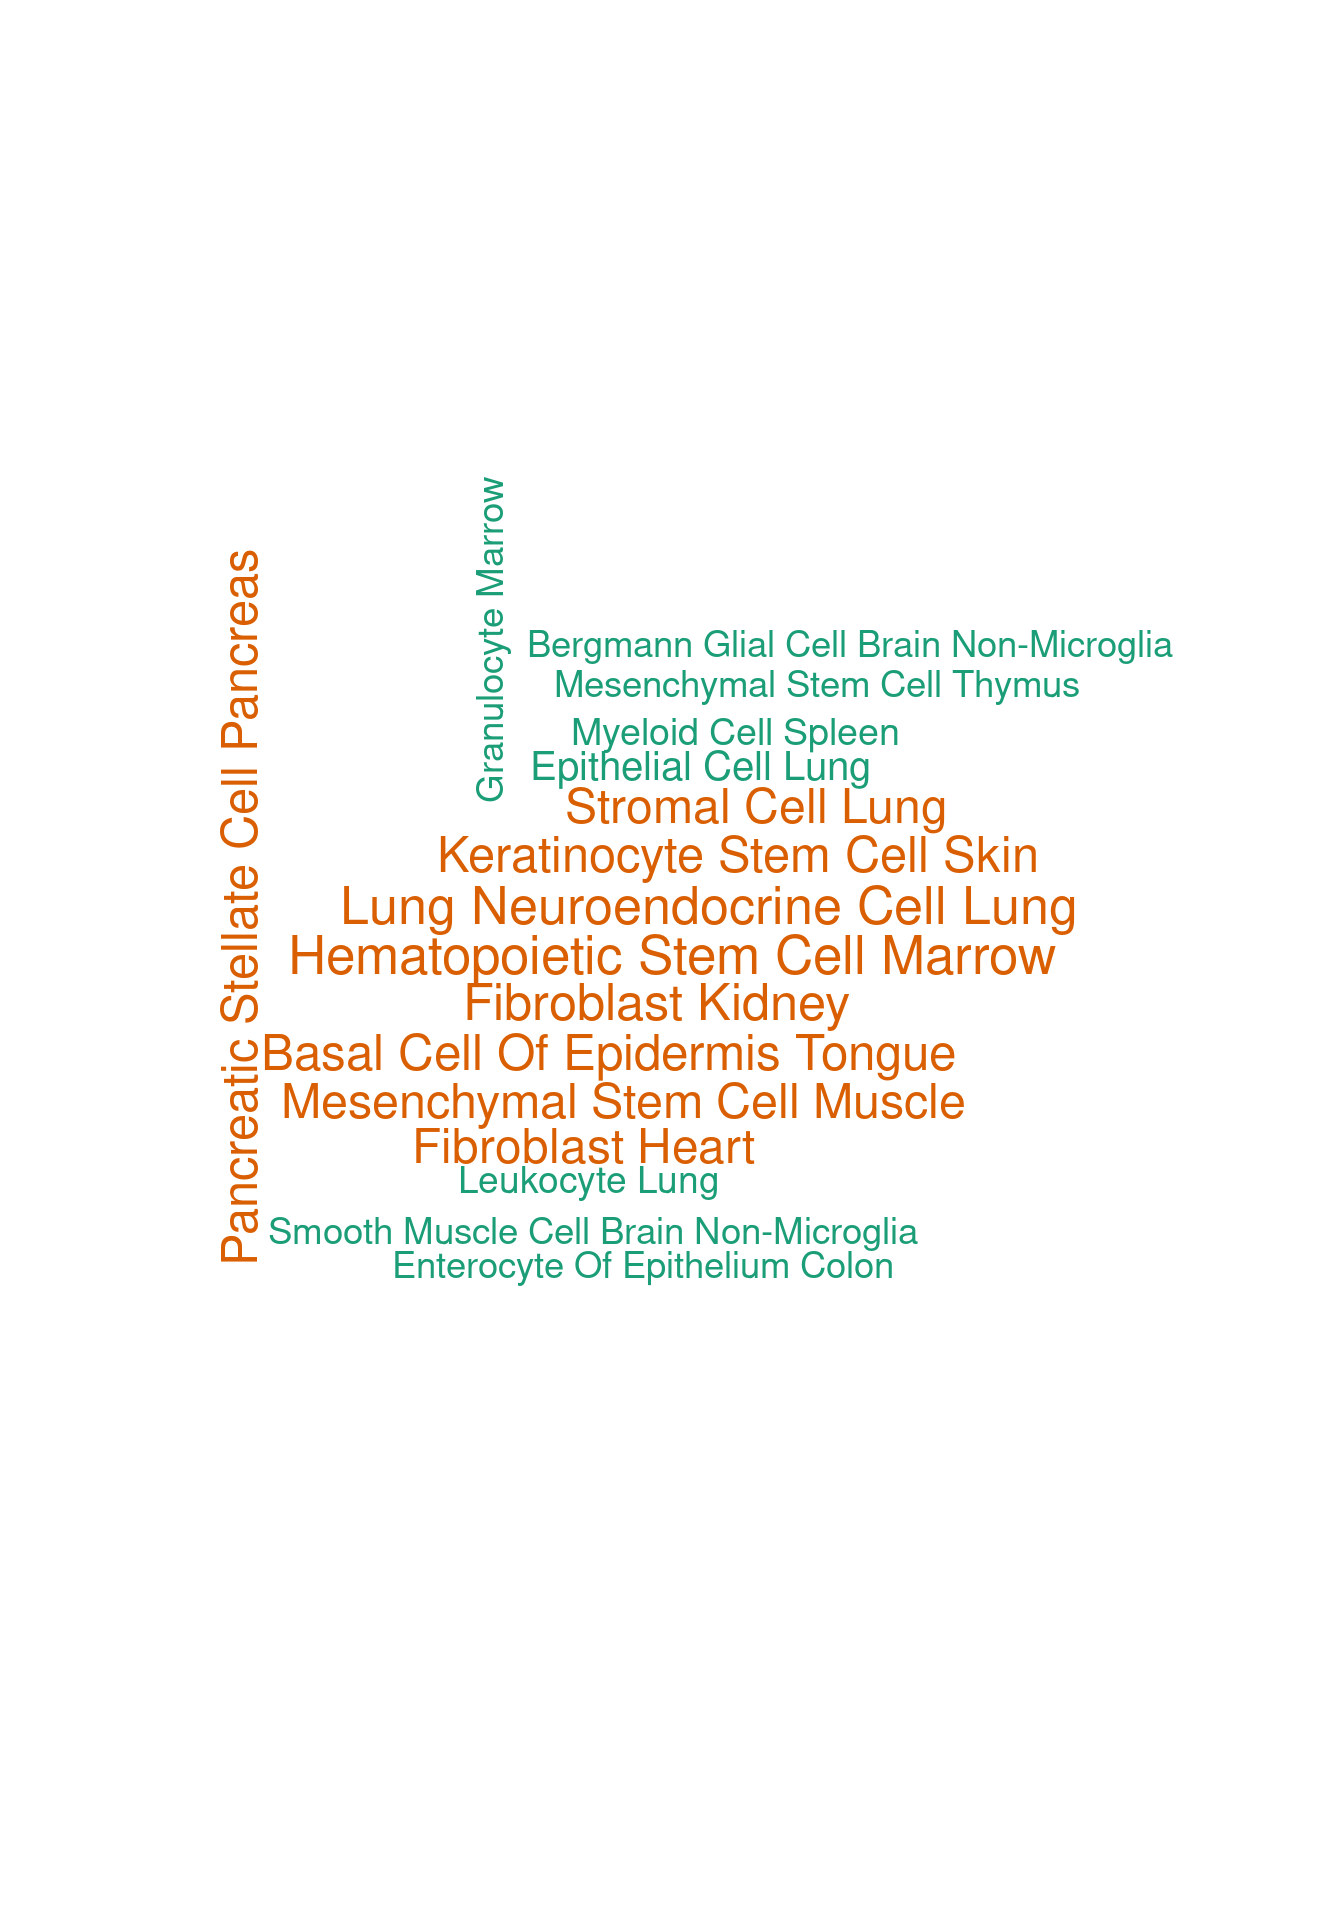 Granulocyte Marrow
Pancreatic Stellate Cell Pancreas
Bergmann Glial Cell Brain Non-Microglia
Mesenchymal Stem Cell Thymus
Myeloid Cell Spleen
Epithelial Cell Lung
Stromal Cell Lung
Keratinocyte Stem Cell Skin
Lung Neuroendocrine Cell Lung
Hematopoietic Stem Cell Marrow
Fibroblast Kidney
Basal Cell Of Epidermis Tongue
Mesenchymal Stem Cell Muscle
Fibroblast Heart
Leukocyte Lung
Smooth Muscle Cell Brain Non-Microglia
Enterocyte Of Epithelium Colon